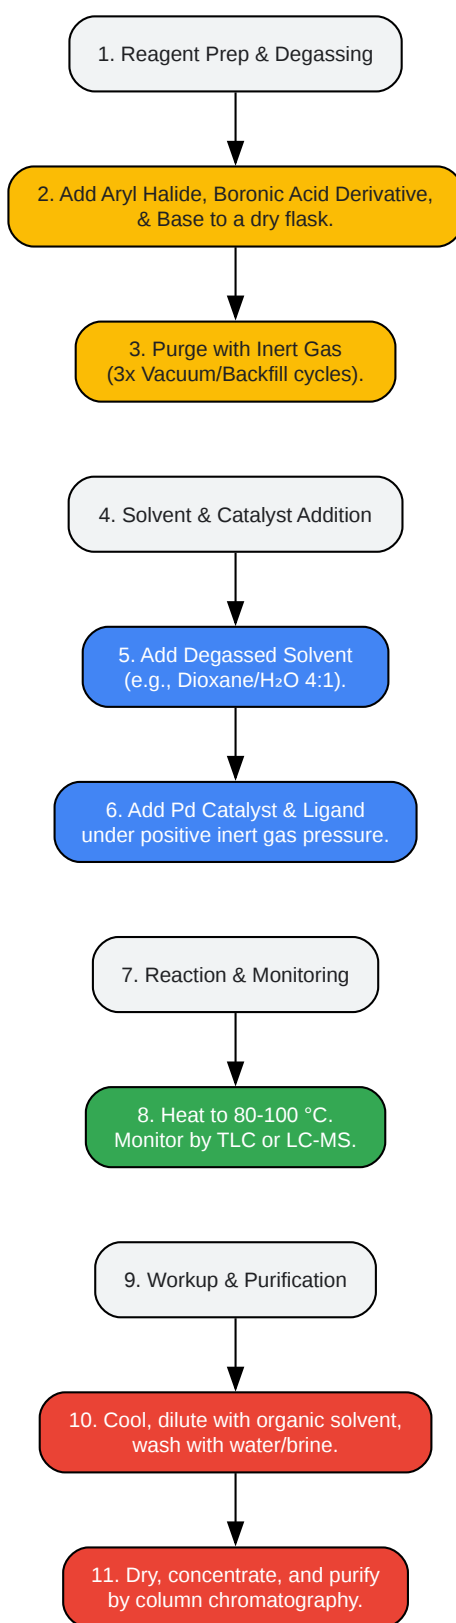 1. Reagent Prep & Degassing
2. Add Aryl Halide, Boronic Acid Derivative,
& Base to a dry flask.
3. Purge with Inert Gas
(3x Vacuum/Backfill cycles).
4. Solvent & Catalyst Addition
5. Add Degassed Solvent
(e.g., Dioxane/H₂O 4:1).
6. Add Pd Catalyst & Ligand
under positive inert gas pressure.
7. Reaction & Monitoring
8. Heat to 80-100 °C.
Monitor by TLC or LC-MS.
9. Workup & Purification
10. Cool, dilute with organic solvent,
wash with water/brine.
11. Dry, concentrate, and purify
by column chromatography.